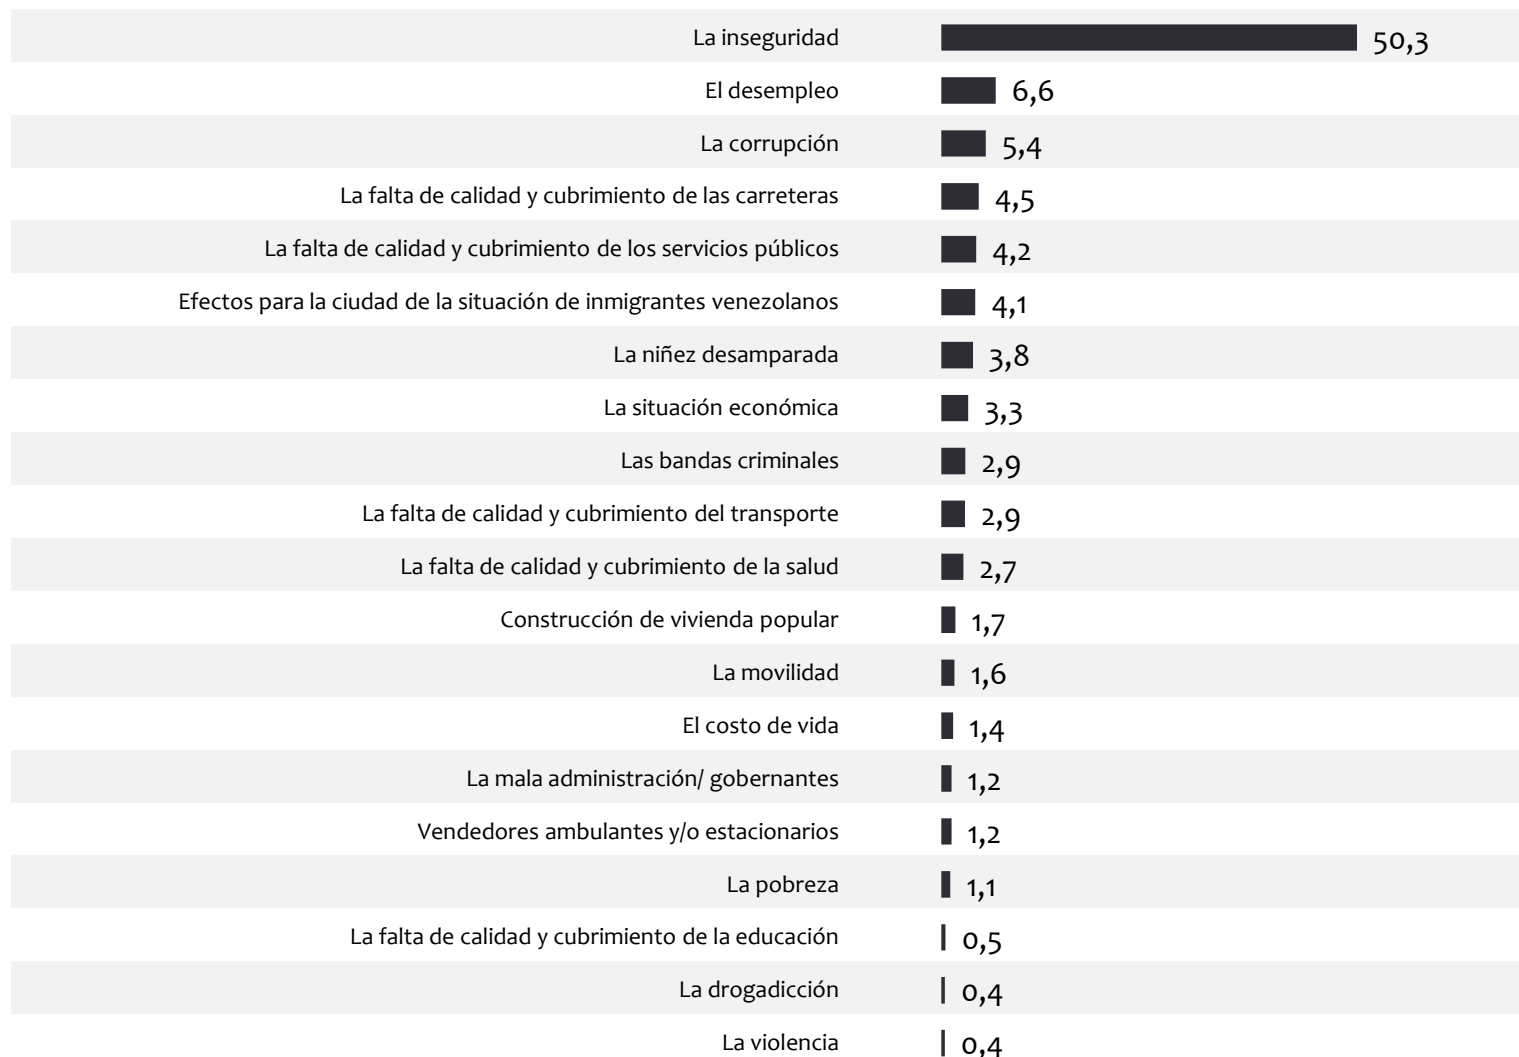 La inseguridad 50,3
El desempleo 6,6
La corrupción 5,4
La falta de calidad y cubrimiento de las carreteras 4,5
La falta de calidad y cubrimiento de los servicios públicos 4,2
Efectos para la ciudad de la situación de inmigrantes venezolanos 4,1
La niñez desamparada 3,8
La situación económica 3,3
Las bandas criminales 2,9
La falta de calidad y cubrimiento del transporte 2,9
La falta de calidad y cubrimiento de la salud 2,7
Construcción de vivienda popular 1,7
La movilidad 1,6
El costo de vida 1,4
La mala administración/ gobernantes 1,2
Vendedores ambulantes y/o estacionarios 1,2
La pobreza 1,1
La falta de calidad y cubrimiento de la educación 0,5
La drogadicción 0,4
La violencia 0,4